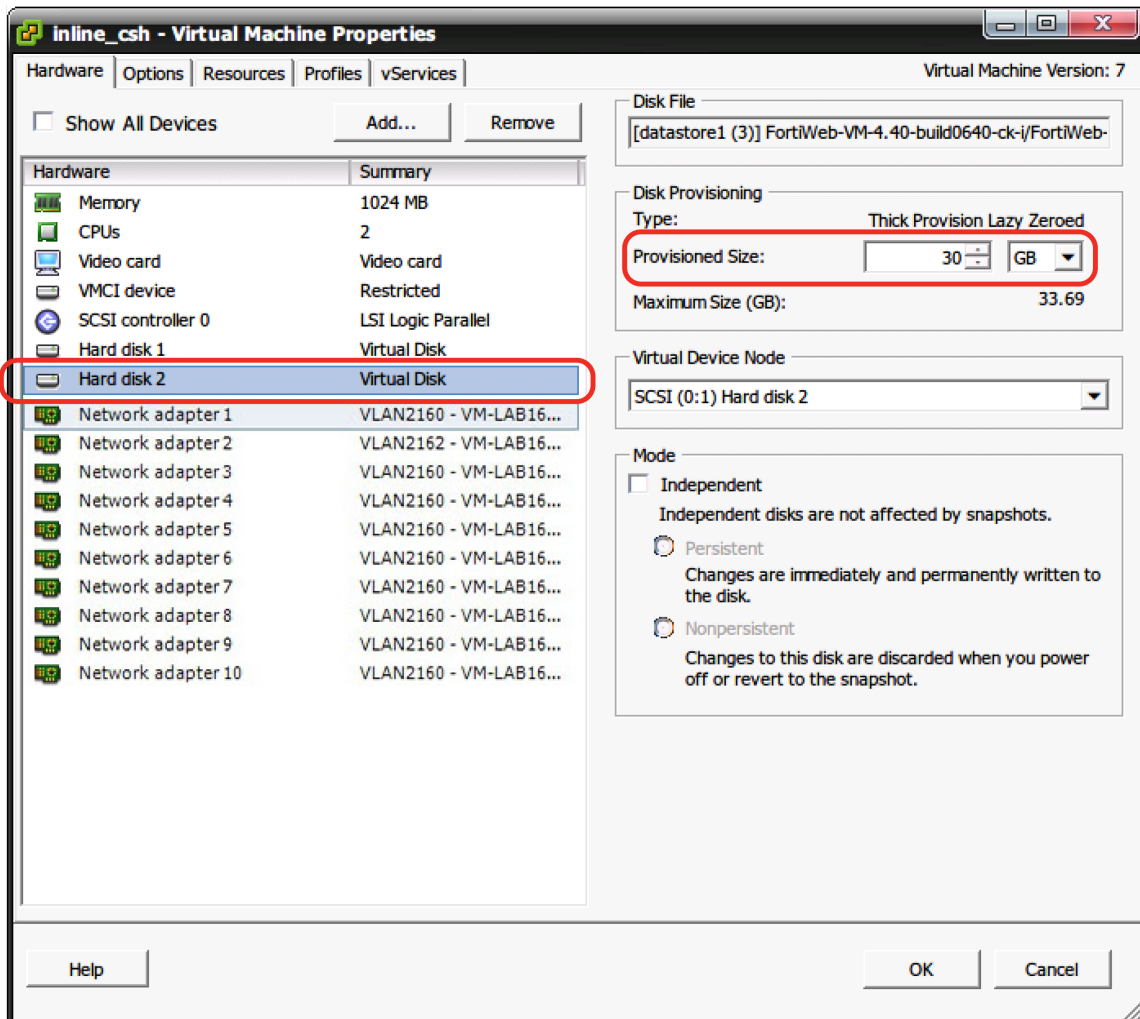 inline_csh - Virtual Machine Properties
Hardware Options Resources Profiles vServices Virtual Machine Version: 7
Show All Devices Add... Remove
Hardware Summary
Memory 1024 MB
CPUs 2
Video card Video card
VMCI device Restricted
SCSI controller 0 LSI Logic Parallel
Hard disk 1 Virtual Disk
Hard disk 2 Virtual Disk
Network adapter 1 VLAN2160 - VM-LAB16...
Network adapter 2 VLAN2162 - VM-LAB16...
Network adapter 3 VLAN2160 - VM-LAB16...
Network adapter 4 VLAN2160 - VM-LAB16...
Network adapter 5 VLAN2160 - VM-LAB16...
Network adapter 6 VLAN2160 - VM-LAB16...
Network adapter 7 VLAN2160 - VM-LAB16...
Network adapter 8 VLAN2160 - VM-LAB16...
Network adapter 9 VLAN2160 - VM-LAB16...
Network adapter 10 VLAN2160 - VM-LAB16...
Disk File
[datastore1 (3)] FortiWeb-VM-4.40-build0640-ck-i/FortiWeb-
Disk Provisioning
Type: Thick Provision Lazy Zeroed
Provisioned Size: 30 GB
Maximum Size (GB): 33.69
Virtual Device Node
SCSI (0:1) Hard disk 2
Mode
Independent
Independent disks are not affected by snapshots.
Persistent
Changes are immediately and permanently written to
the disk.
Nonpersistent
Changes to this disk are discarded when you power
off or revert to the snapshot.
Help OK Cancel